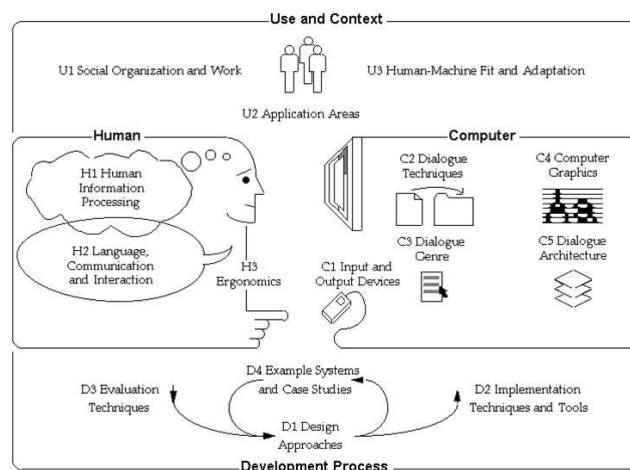 Use and Context
U1 Social Organization and Work
U3 Human-Machine Fit and Adaptation
U2 Application Areas
Human
H1 Human
Information
Processing
H2 Language,
Communication
and Interaction
H3
Ergonomics
Computer
C2 Dialogue
Techniques
C4 Computer
Graphics
Aa
C3 Dialogue
Genre
C5 Dialogue
Architecture
C1 Input and
Output Devices
D4 Example Systems
and Case Studies
D3 Evaluation
Techniques
D2 Implementation
Techniques and Tools
D1 Design
Approaches
Development Process